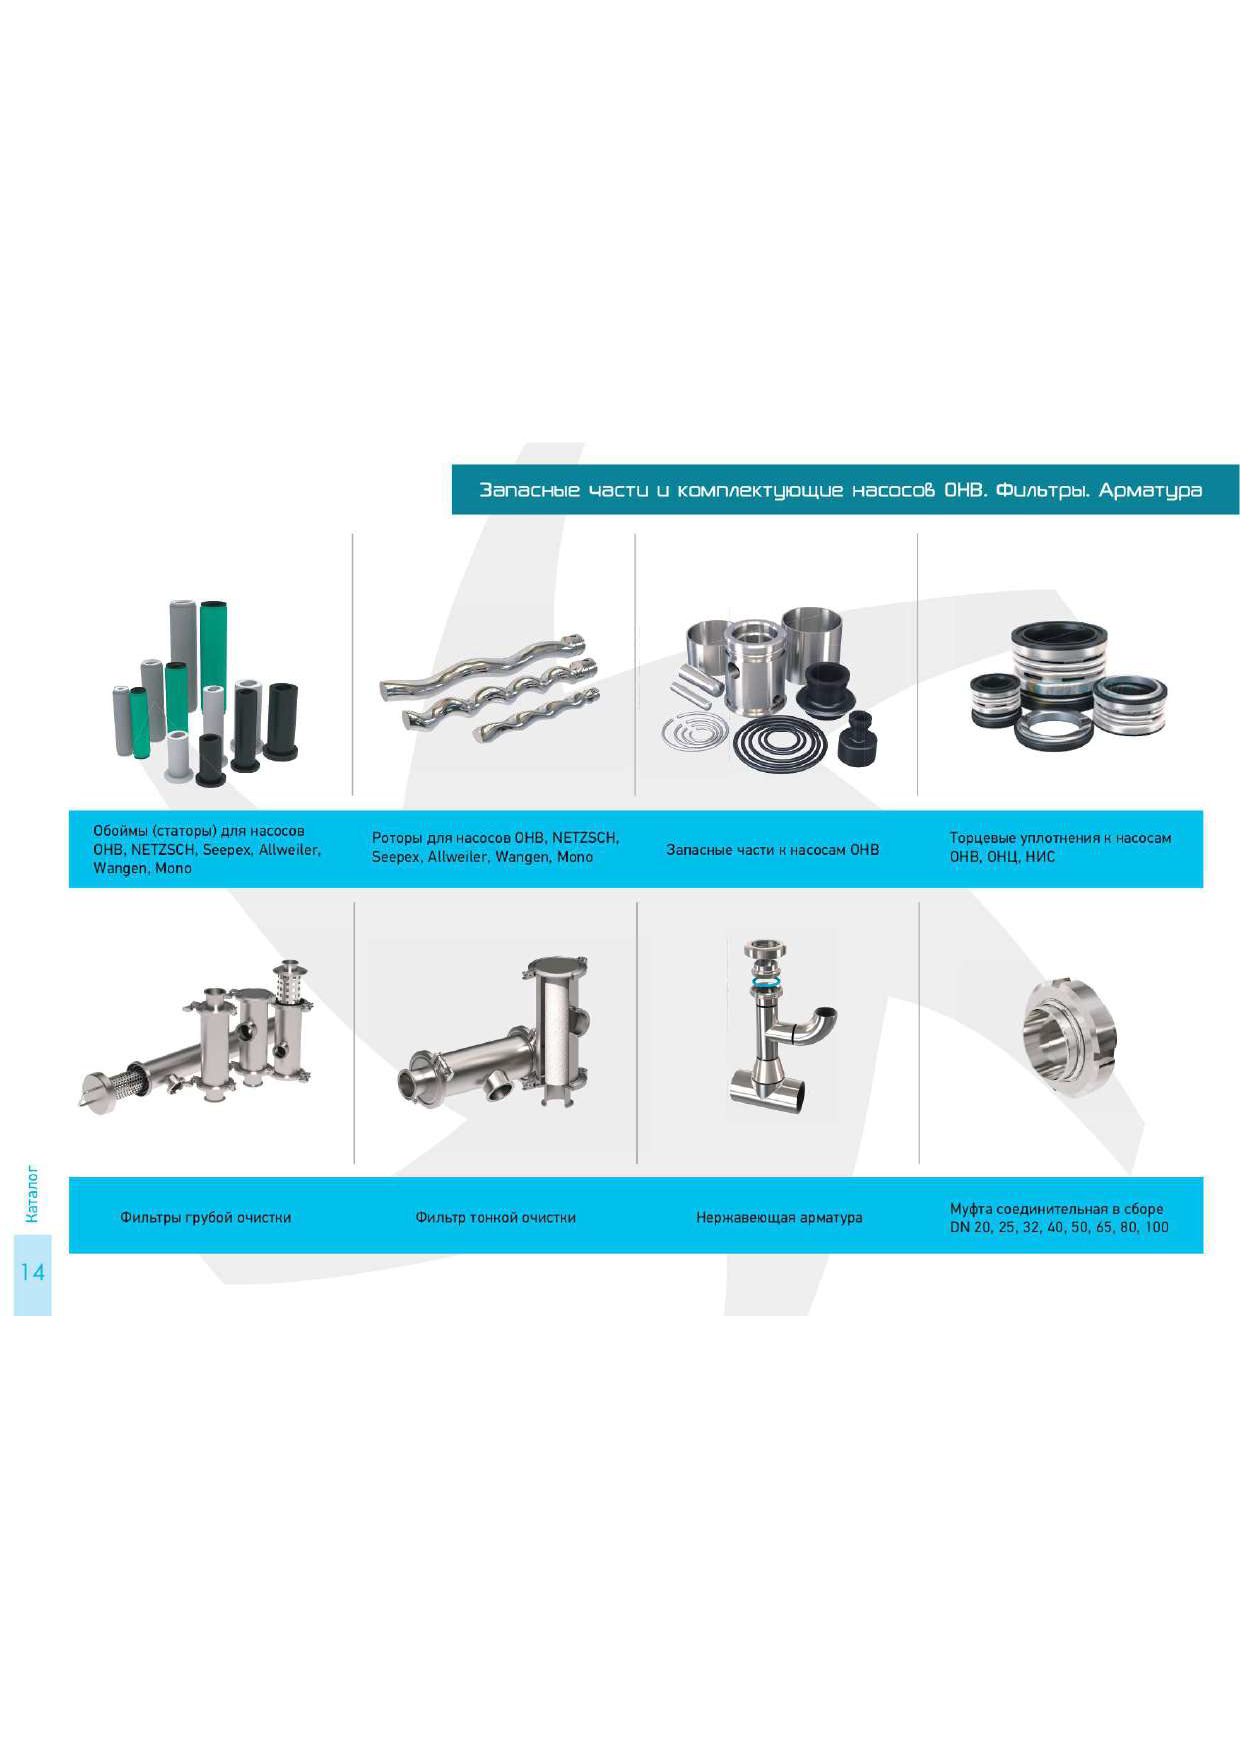 Запасные части и комплектующие насосов ОНВ. Фильтры. Арматура
Обоймы (статоры) для насосов
ОНВ, NETZSCH, Seepex, Allweiler,
Wangen, Mono
Роторы для насосов ОНВ, NETZSCH,
Seepex, Allweiler, Wangen, Mono
Запасные части к насосам ОНВ
Торцевые уплотнения к насосам
ОНВ, ОНЦ, НИС
Фильтры грубой очистки
Фильтр тонкой очистки
Нержавеющая арматура
Муфта соединительная в сборе
DN 20, 25, 32, 40, 50, 65, 80, 100
Каталог
14